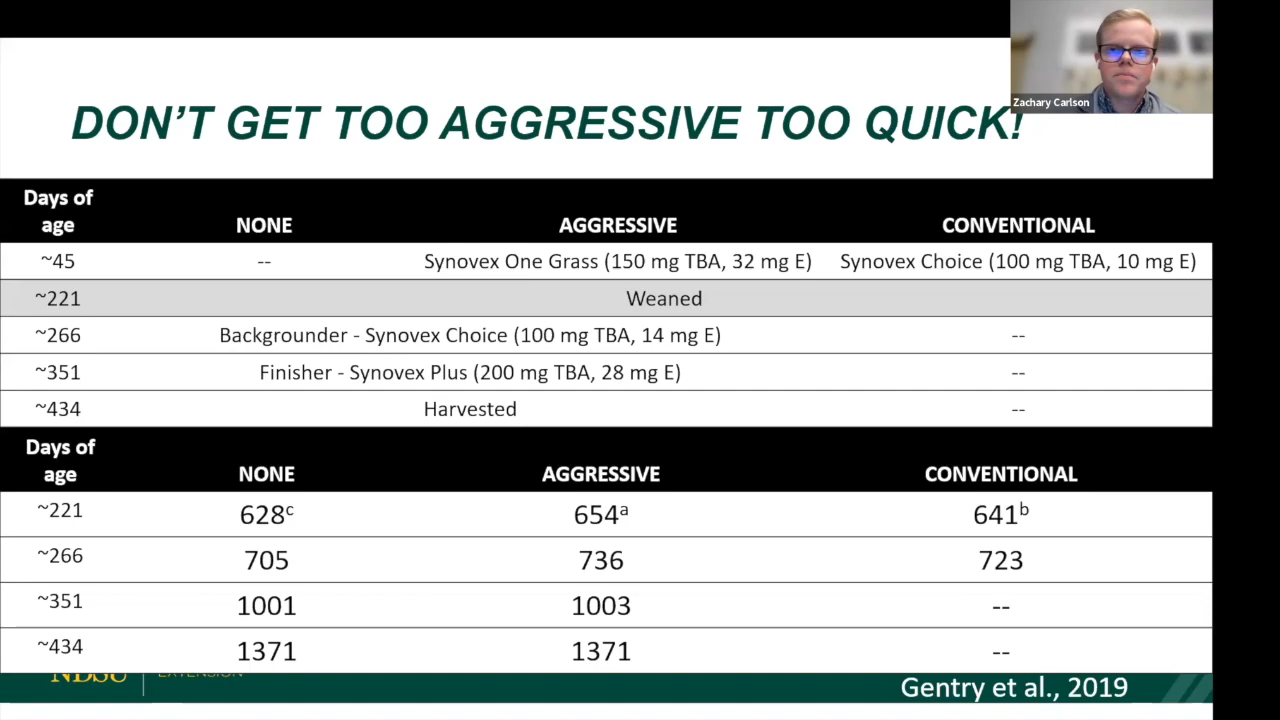 Zachary Carlson
DON'T GET TOO AGGRESSIVE TOO QUICK!
Days of age NONE AGGRESSIVE CONVENTIONAL
~45 -- Synovex One Grass (150 mg TBA, 32 mg E) Synovex Choice (100 mg TBA, 10 mg E)
~221 Weaned
~266 Backgrounder - Synovex Choice (100 mg TBA, 14 mg E) --
~351 Finisher - Synovex Plus (200 mg TBA, 28 mg E) --
~434 Harvested --
Days of age NONE AGGRESSIVE CONVENTIONAL
~221 628c 654a 641b
~266 705 736 723
~351 1001 1003 --
~434 1371 1371 --
NDSU EXTENSION
Gentry et al., 2019